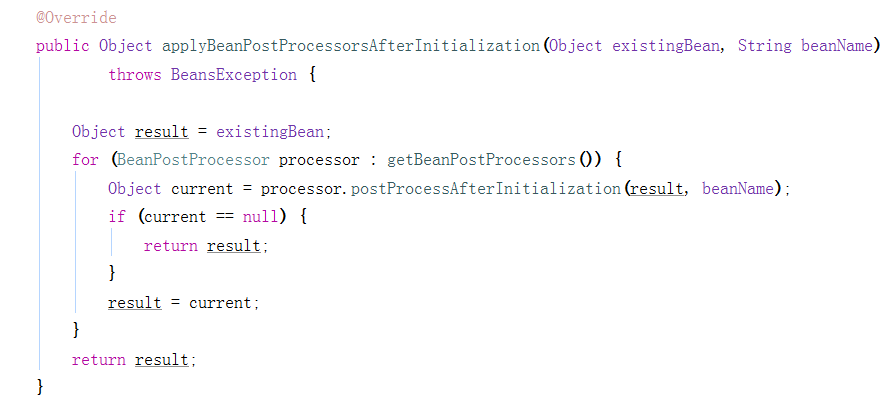 @Override
public Object applyBeanPostProcessorsAfterInitialization(Object existingBean, String beanName)
        throws BeansException {

    Object result = existingBean;
    for (BeanPostProcessor processor : getBeanPostProcessors()) {
        Object current = processor.postProcessAfterInitialization(result, beanName);
        if (current == null) {
            return result;
        }
        result = current;
    }
    return result;
}